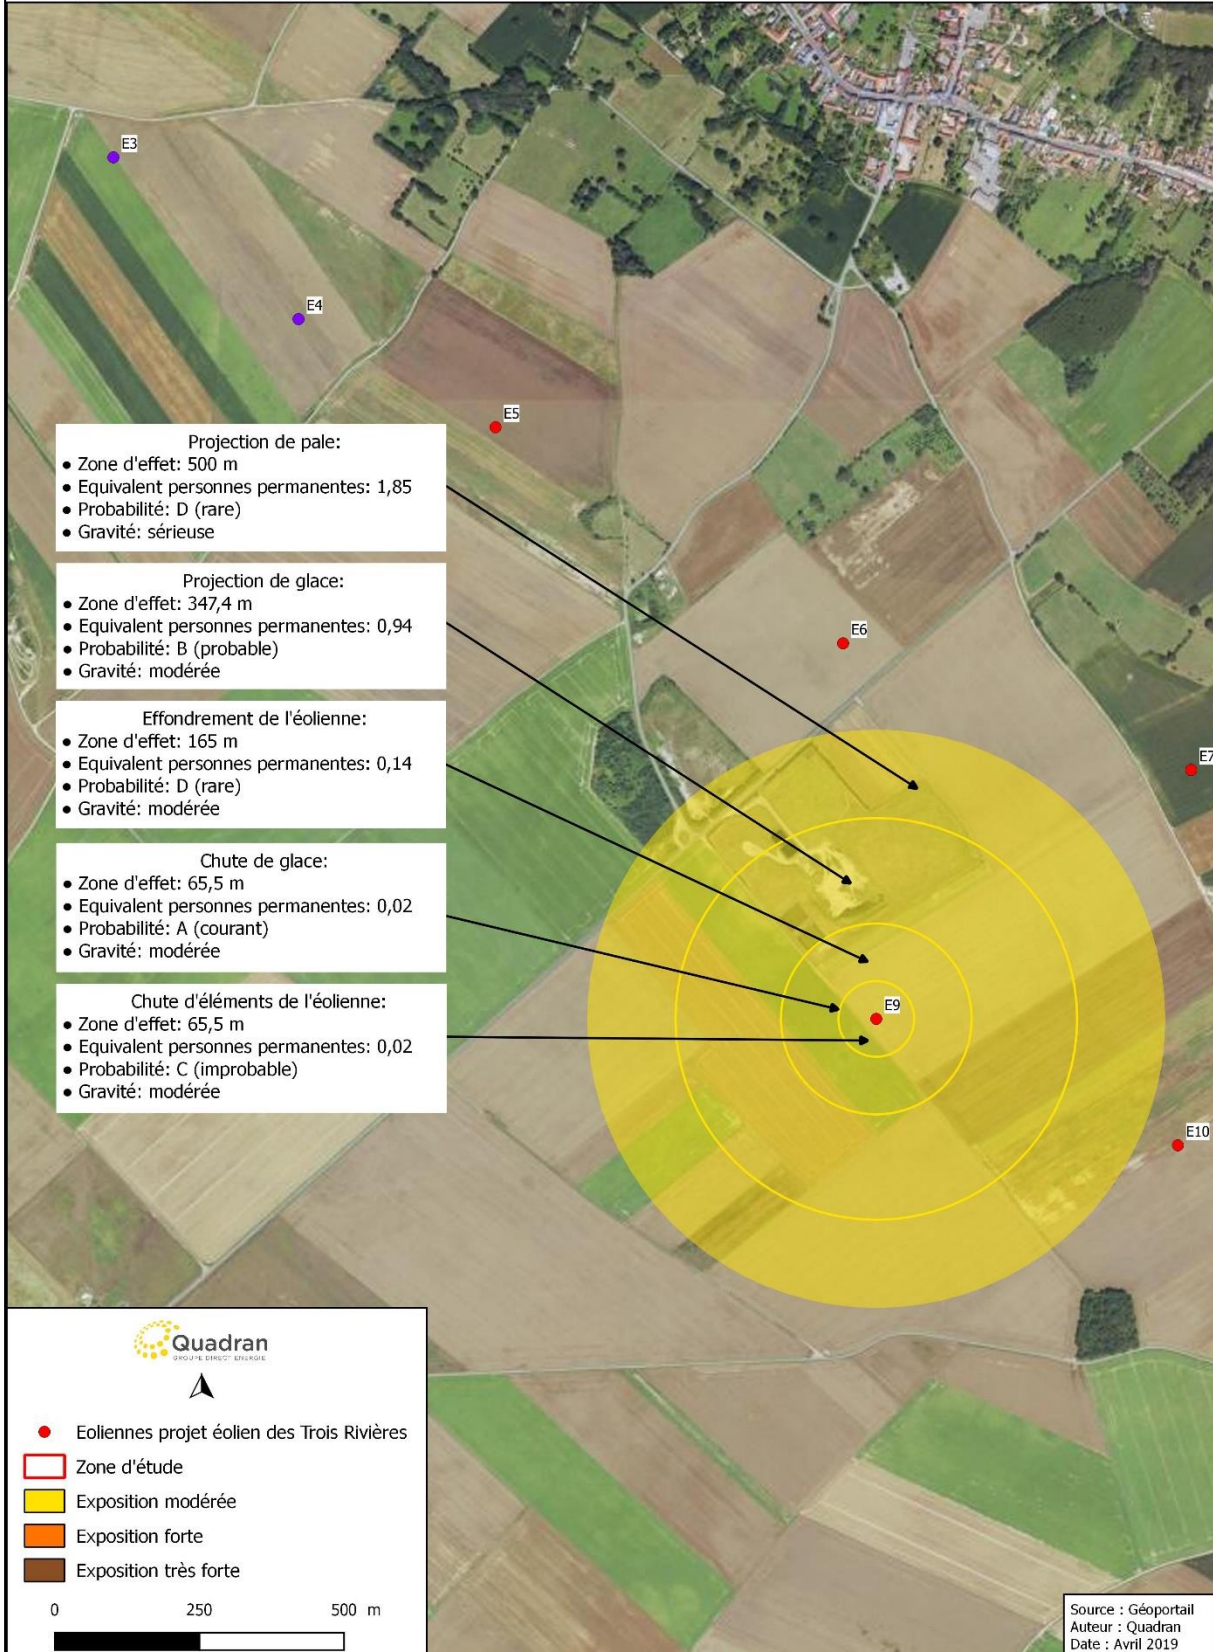 E3
E4
E5
Projection de pale:
● Zone d'effet: 500 m
● Equivalent personnes permanentes: 1,85
● Probabilité: D (rare)
● Gravité: sérieuse
Projection de glace:
● Zone d'effet: 347,4 m
● Equivalent personnes permanentes: 0,94
● Probabilité: B (probable)
● Gravité: modérée
E6
Effondrement de l'éolienne:
● Zone d'effet: 165 m
● Equivalent personnes permanentes: 0,14
● Probabilité: D (rare)
● Gravité: modérée
E7
Chute de glace:
● Zone d'effet: 65,5 m
● Equivalent personnes permanentes: 0,02
● Probabilité: A (courant)
● Gravité: modérée
Chute d'éléments de l'éolienne:
● Zone d'effet: 65,5 m
● Equivalent personnes permanentes: 0,02
● Probabilité: C (improbable)
● Gravité: modérée
E9
E10
Quadran
GROUPE DIRECT ENERGIE
Eoliennes projet éolien des Trois Rivières
Zone d'étude
Exposition modérée
Exposition forte
Exposition très forte
0 250 500 m
Source : Géoportail
Auteur : Quadran
Date : Avril 2019